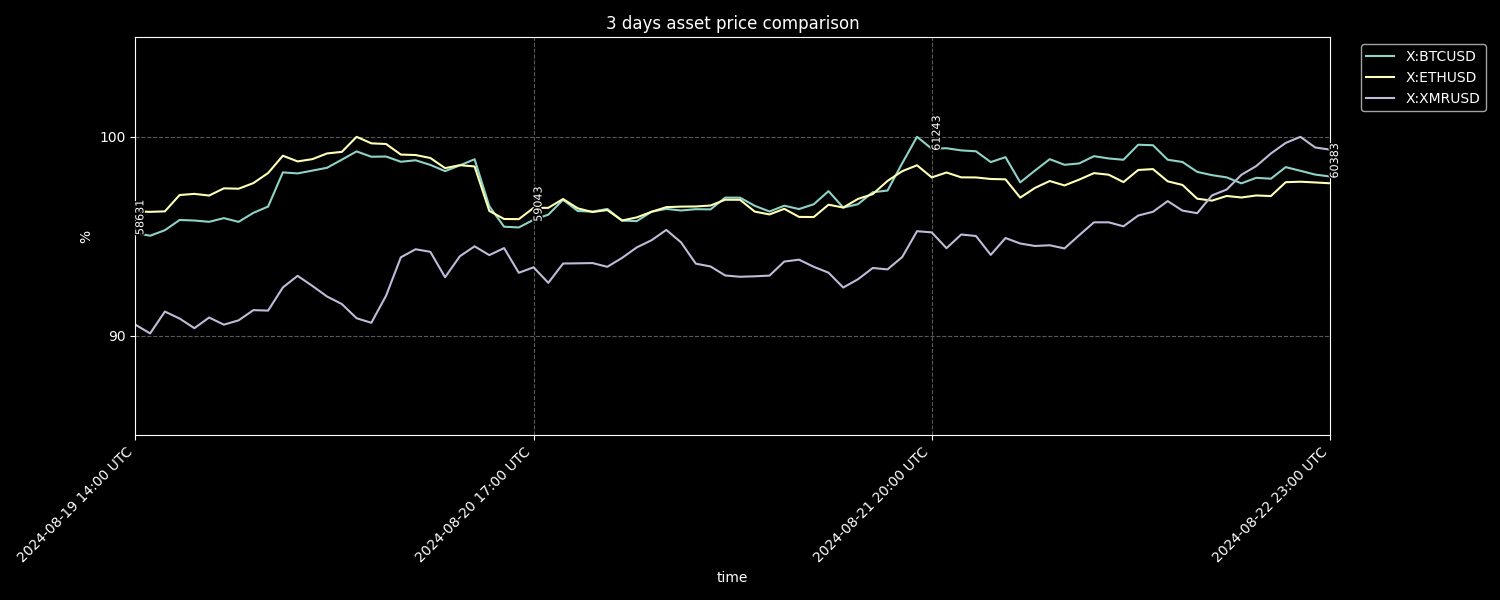 3 days asset price comparison
X:BTCUSD
X:ETHUSD
X:XMRUSD
100
90
%
58631
59043
61243
60383
2024-08-19 14:00 UTC
2024-08-20 17:00 UTC
2024-08-21 20:00 UTC
2024-08-22 23:00 UTC
time